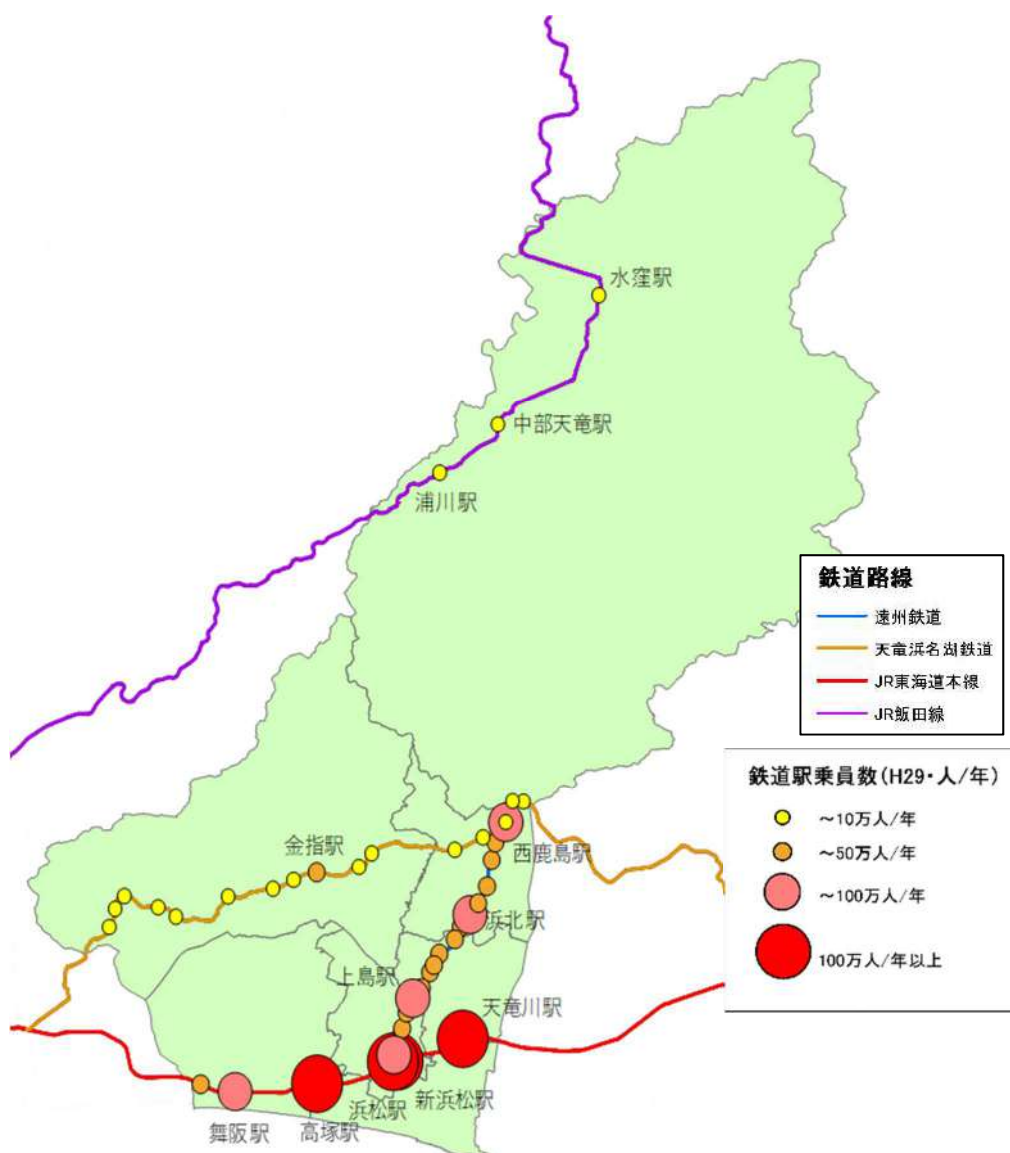 水窪駅
中部天竜駅
浦川駅
鉄道路線
遠州鉄道
天竜浜名湖鉄道
JR東海道本線
JR飯田線
鉄道駅乗員数(H29・人/年)
～10万人/年
～50万人/年
～100万人/年
100万人/年以上
金指駅
西鹿島駅
浜北駅
上島駅
天竜川駅
浜松駅
新浜松駅
舞阪駅
高塚駅